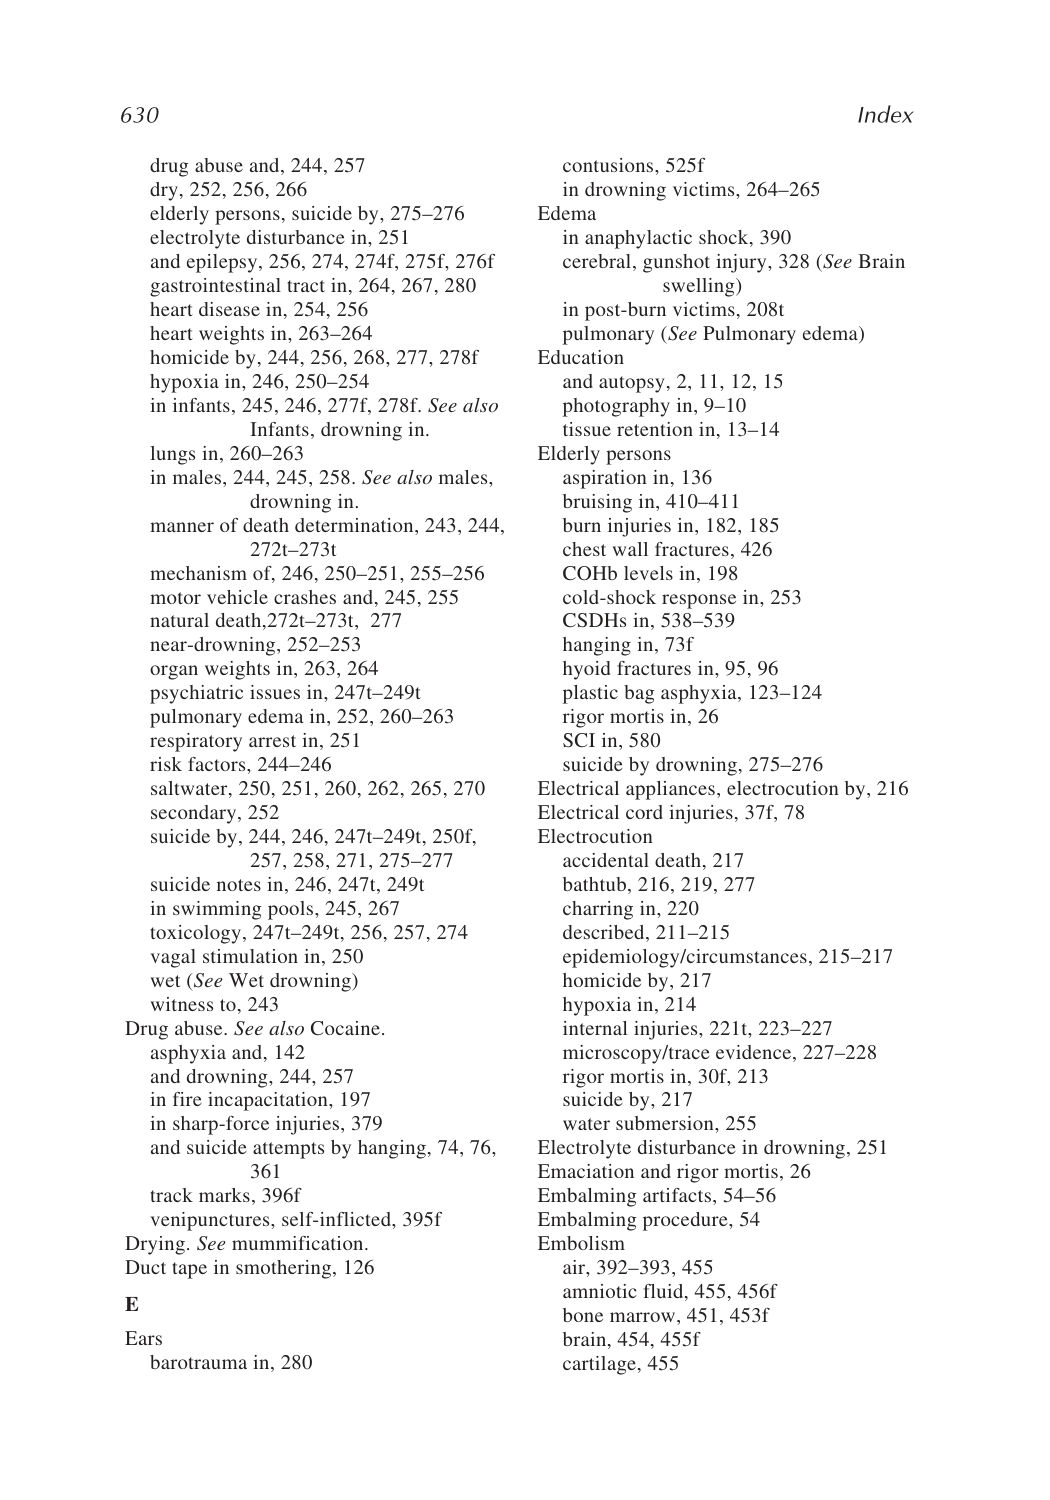 630
Index
drug abuse and, 244, 257
dry, 252, 256, 266
elderly persons, suicide by, 275–276
electrolyte disturbance in, 251
and epilepsy, 256, 274, 274f, 275f, 276f
gastrointestinal tract in, 264, 267, 280
heart disease in, 254, 256
heart weights in, 263–264
homicide by, 244, 256, 268, 277, 278f
hypoxia in, 246, 250–254
in infants, 245, 246, 277f, 278f. See also
Infants, drowning in.
lungs in, 260–263
in males, 244, 245, 258. See also males,
drowning in.
manner of death determination, 243, 244,
272t–273t
mechanism of, 246, 250–251, 255–256
motor vehicle crashes and, 245, 255
natural death,272t–273t, 277
near-drowning, 252–253
organ weights in, 263, 264
psychiatric issues in, 247t–249t
pulmonary edema in, 252, 260–263
respiratory arrest in, 251
risk factors, 244–246
saltwater, 250, 251, 260, 262, 265, 270
secondary, 252
suicide by, 244, 246, 247t–249t, 250f,
257, 258, 271, 275–277
suicide notes in, 246, 247t, 249t
in swimming pools, 245, 267
toxicology, 247t–249t, 256, 257, 274
vagal stimulation in, 250
wet (See Wet drowning)
witness to, 243
Drug abuse. See also Cocaine.
asphyxia and, 142
and drowning, 244, 257
in fire incapacitation, 197
in sharp-force injuries, 379
and suicide attempts by hanging, 74, 76,
361
track marks, 396f
venipunctures, self-inflicted, 395f
Drying. See mummification.
Duct tape in smothering, 126
E
Ears
barotrauma in, 280
contusions, 525f
in drowning victims, 264–265
Edema
in anaphylactic shock, 390
cerebral, gunshot injury, 328 (See Brain
swelling)
in post-burn victims, 208t
pulmonary (See Pulmonary edema)
Education
and autopsy, 2, 11, 12, 15
photography in, 9–10
tissue retention in, 13–14
Elderly persons
aspiration in, 136
bruising in, 410–411
burn injuries in, 182, 185
chest wall fractures, 426
COHb levels in, 198
cold-shock response in, 253
CSDHs in, 538–539
hanging in, 73f
hyoid fractures in, 95, 96
plastic bag asphyxia, 123–124
rigor mortis in, 26
SCI in, 580
suicide by drowning, 275–276
Electrical appliances, electrocution by, 216
Electrical cord injuries, 37f, 78
Electrocution
accidental death, 217
bathtub, 216, 219, 277
charring in, 220
described, 211–215
epidemiology/circumstances, 215–217
homicide by, 217
hypoxia in, 214
internal injuries, 221t, 223–227
microscopy/trace evidence, 227–228
rigor mortis in, 30f, 213
suicide by, 217
water submersion, 255
Electrolyte disturbance in drowning, 251
Emaciation and rigor mortis, 26
Embalming artifacts, 54–56
Embalming procedure, 54
Embolism
air, 392–393, 455
amniotic fluid, 455, 456f
bone marrow, 451, 453f
brain, 454, 455f
cartilage, 455